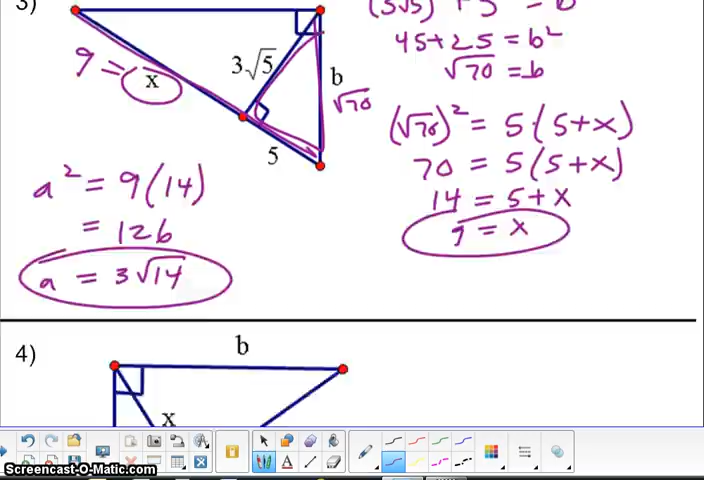 3)
(3√5)² + 5² = b²
45+25 = b²
√70 = b
9 = x
3√5
b
√70
5
(√70)² = 5·(5+x)
70 = 5(5+x)
14 = 5+x
9 = x
a² = 9(14)
= 126
a = 3√14
4)
b
x
A
Screencast-O-Matic.com